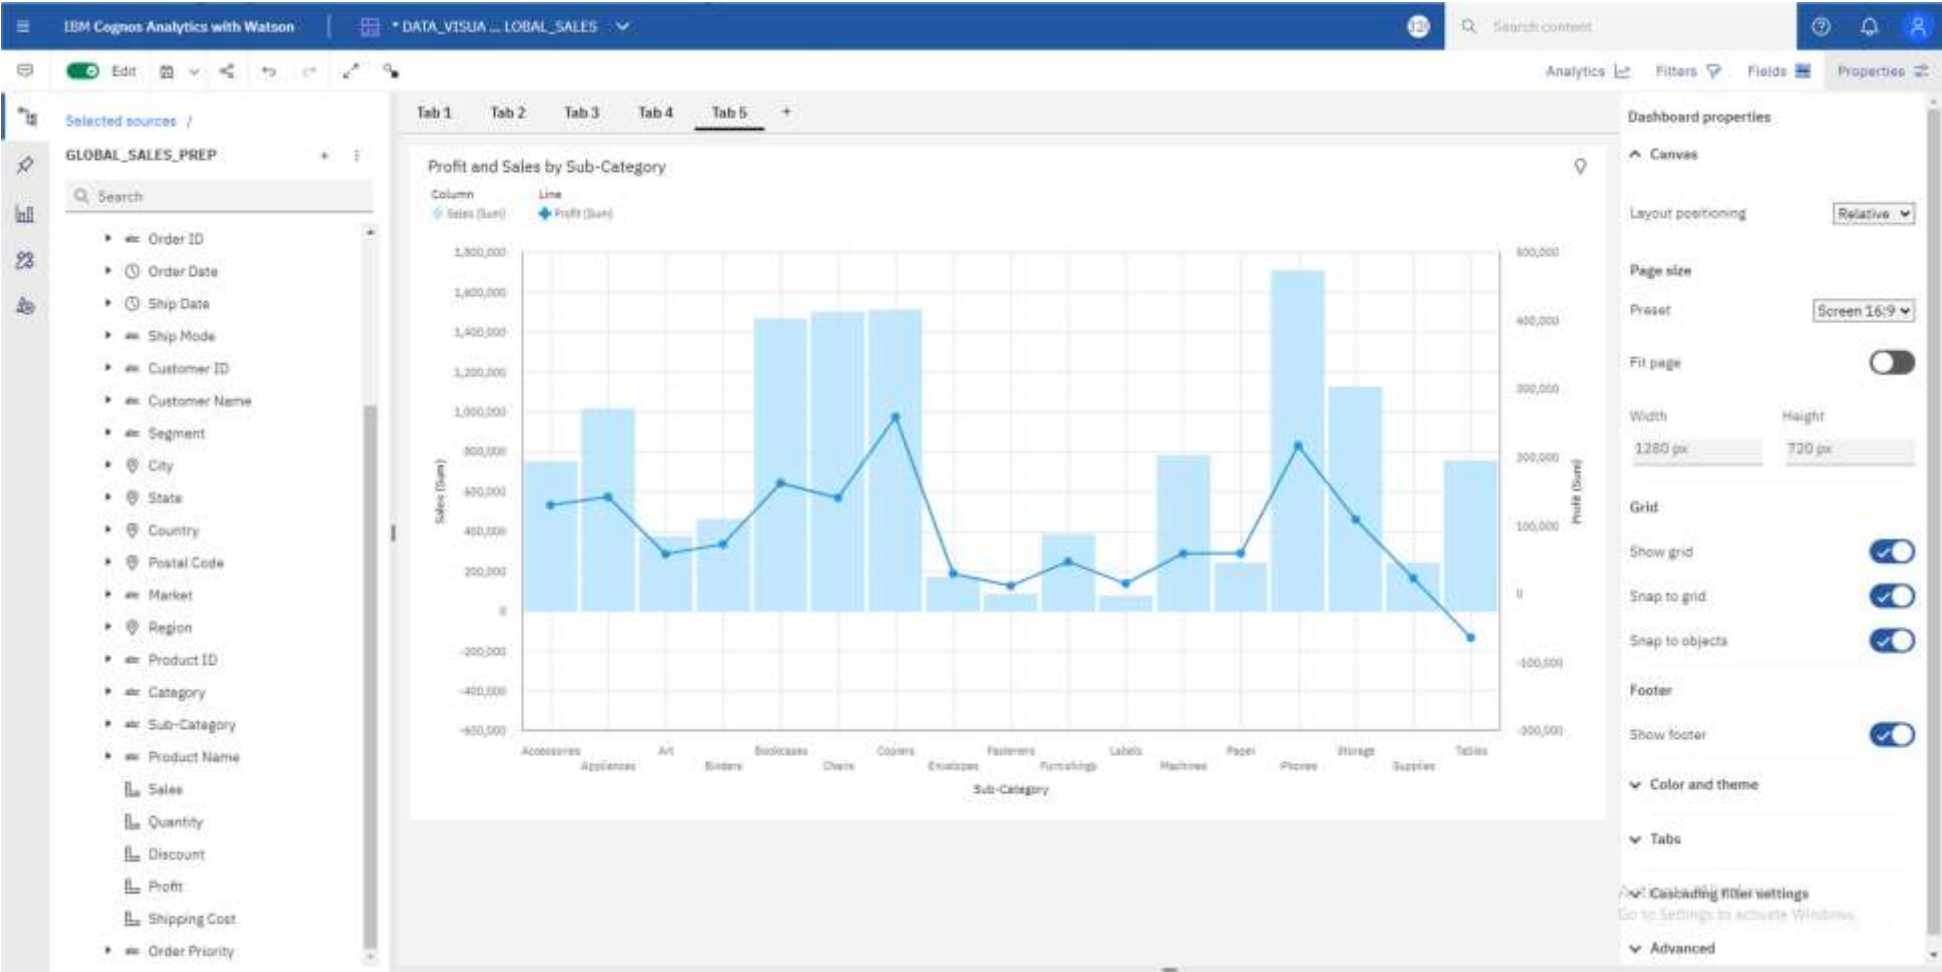 IBM Cognos Analytics with Watson
* DATA_VISUA ... LOBAL_SALES
Search content
Edit
Analytics
Filters
Fields
Properties
Selected sources /
GLOBAL_SALES_PREP
Search
Order ID
Order Date
Ship Date
Ship Mode
Customer ID
Customer Name
Segment
City
State
Country
Postal Code
Market
Region
Product ID
Category
Sub-Category
Product Name
Sales
Quantity
Discount
Profit
Shipping Cost
Order Priority
Tab 1 Tab 2 Tab 3 Tab 4 Tab 5 +
Profit and Sales by Sub-Category
Column Line
Sales (Sum) Profit (Sum)
1,800,000
1,600,000
1,400,000
1,200,000
1,000,000
800,000
600,000
400,000
200,000
0
-200,000
-400,000
-600,000
Sales (Sum)
500,000
400,000
300,000
200,000
100,000
0
-100,000
-200,000
Profit (Sum)
Accessories Art Bookcases Copiers Fasteners Labels Paper Storage Tables
Appliances Binders Chairs Envelopes Furnishings Machines Phones Supplies
Sub-Category
Dashboard properties
Canvas
Layout positioning Relative
Page size
Preset Screen 16:9
Fit page
Width Height
1280 px 720 px
Grid
Show grid
Snap to grid
Snap to objects
Footer
Show footer
Color and theme
Tabs
Cascading filter settings
Go to Settings to activate Windows.
Advanced